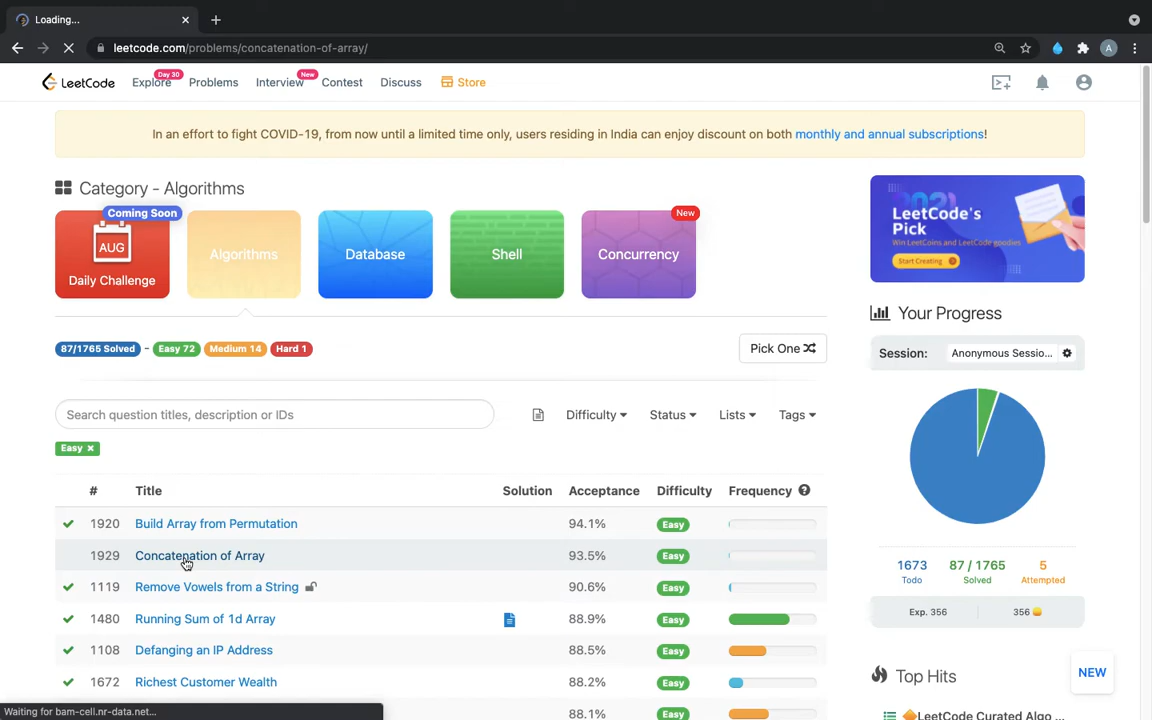 Loading...
leetcode.com/problems/concatenation-of-array/
A
LeetCode
Explore
Day 30
Problems
Interview
New
Contest
Discuss
Store
In an effort to fight COVID-19, from now until a limited time only, users residing in India can enjoy discount on both monthly and annual subscriptions!
Category - Algorithms
Coming Soon
AUG
Daily Challenge
Algorithms
Database
Shell
New
Concurrency
LeetCode's
Pick
Win LeetCoins and LeetCode goodies
Start Creating
87/1765 Solved - Easy 72 Medium 14 Hard 1
Pick One
Your Progress
Session: Anonymous Sessio...
Search question titles, description or IDs
Difficulty Status Lists Tags
Easy ×
# Title Solution Acceptance Difficulty Frequency
1920 Build Array from Permutation 94.1% Easy
1929 Concatenation of Array 93.5% Easy
1119 Remove Vowels from a String 90.6% Easy
1480 Running Sum of 1d Array 88.9% Easy
1108 Defanging an IP Address 88.5% Easy
1672 Richest Customer Wealth 88.2% Easy
88.1% Easy
1673 87 / 1765 5
Todo Solved Attempted
Exp. 356 356
Top Hits
NEW
LeetCode Curated Algo ...
Waiting for bam-cell.nr-data.net...